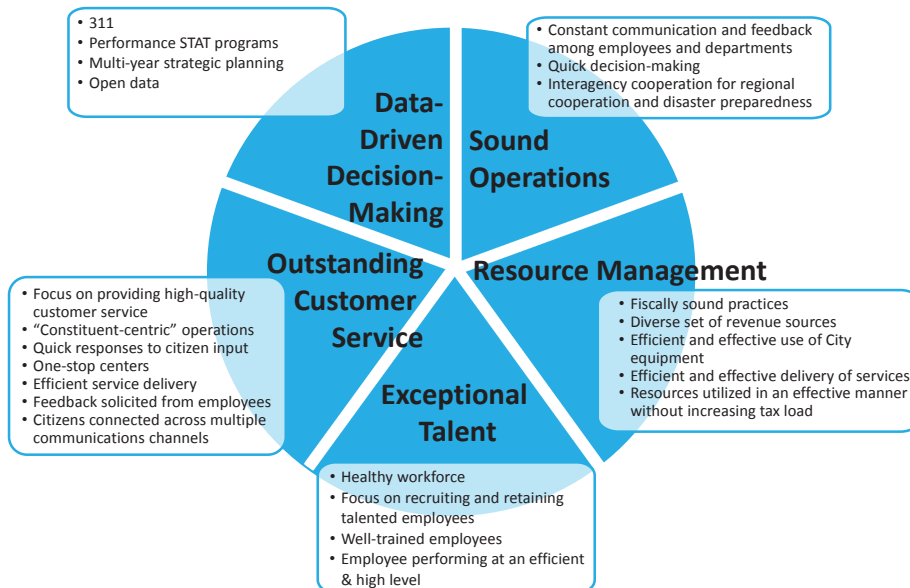 • 311
• Performance STAT programs
• Multi-year strategic planning
• Open data
• Constant communication and feedback
among employees and departments
• Quick decision-making
• Interagency cooperation for regional
cooperation and disaster preparedness
Data-
Driven
Decision-
Making
Sound
Operations
Outstanding
Customer
Service
Resource Management
• Focus on providing high-quality
customer service
• “Constituent-centric” operations
• Quick responses to citizen input
• One-stop centers
• Efficient service delivery
• Feedback solicited from employees
• Citizens connected across multiple
communications channels
• Fiscally sound practices
• Diverse set of revenue sources
• Efficient and effective use of City
equipment
• Efficient and effective delivery of services
• Resources utilized in an effective manner
without increasing tax load
Exceptional
Talent
• Healthy workforce
• Focus on recruiting and retaining
talented employees
• Well-trained employees
• Employee performing at an efficient
& high level